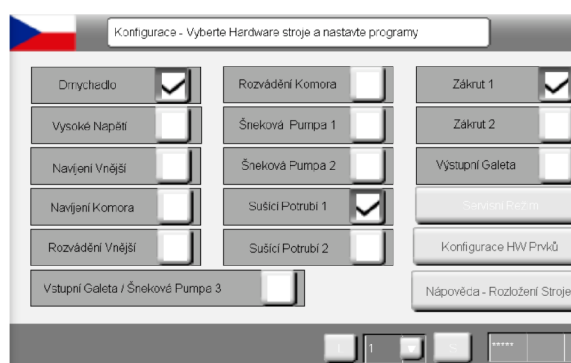 Konfigurace - Vyberte Hardware stroje a nastavte programy
Drnychadlo
Rozvádění Komora
Zákrut 1
Vysoké Napětí
Šneková Pumpa 1
Zákrut 2
Navíjení Vnější
Šneková Pumpa 2
Výstupní Galeta
Navíjení Komora
Sušící Potrubí 1
Servisní Režim
Rozvádění Vnější
Sušící Potrubí 2
Konfigurace HW Prvků
Vstupní Galeta / Šneková Pumpa 3
Nápověda - Rozložení Stroje
1
*****